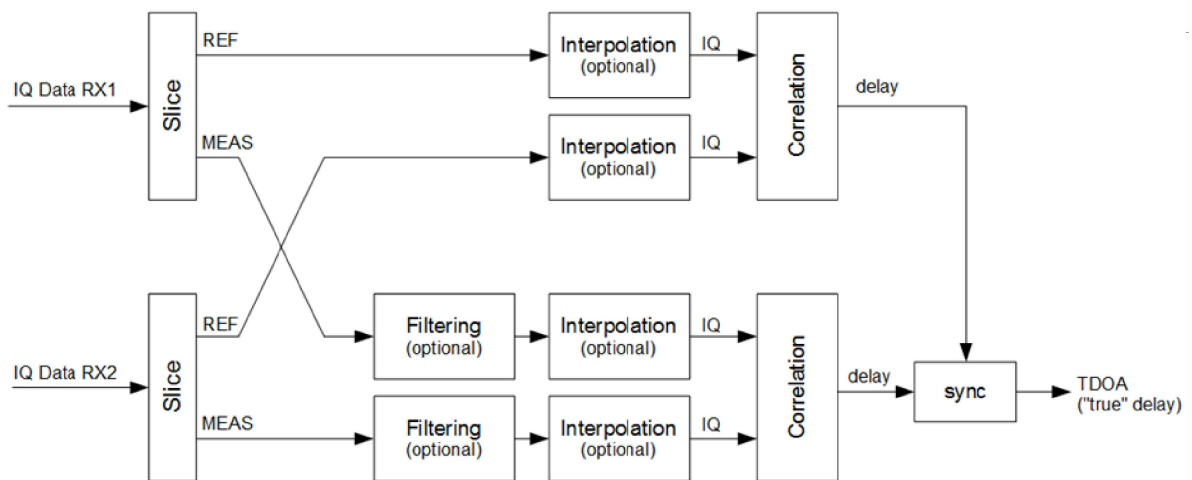 REF
Interpolation
(optional)
IQ
IQ Data RX1
Slice
delay
Correlation
MEAS
Interpolation
(optional)
IQ
REF
Filtering
(optional)
Interpolation
(optional)
IQ
IQ Data RX2
Slice
delay
Correlation
sync
TDOA
("true" delay)
MEAS
Filtering
(optional)
Interpolation
(optional)
IQ